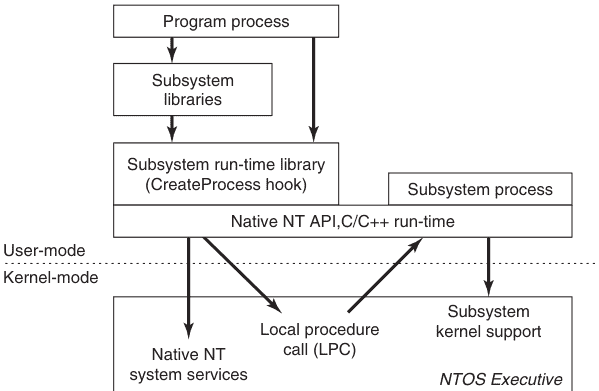 Program process
Subsystem
libraries
Subsystem run-time library
(CreateProcess hook)
Subsystem process
Native NT API,C/C++ run-time
User-mode
Kernel-mode
Local procedure
call (LPC)
Subsystem
kernel support
Native NT
system services
NTOS Executive